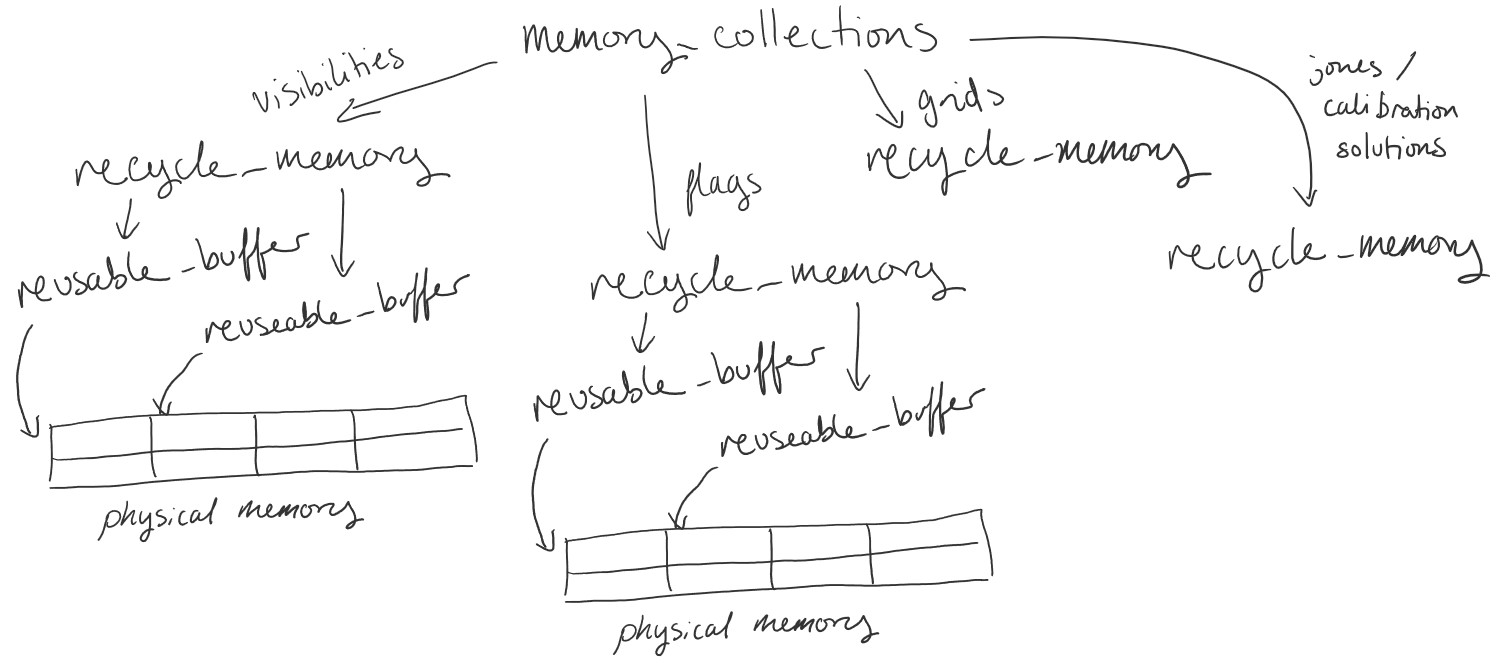 memory_collections
visibilities
grids
jones /
calibration
solutions
recycle_memory
recycle_memory
flags
recycle_memory
reusable_buffer
reuseable_buffer
recycle_memory
reusable_buffer
reuseable_buffer
physical memory
physical memory